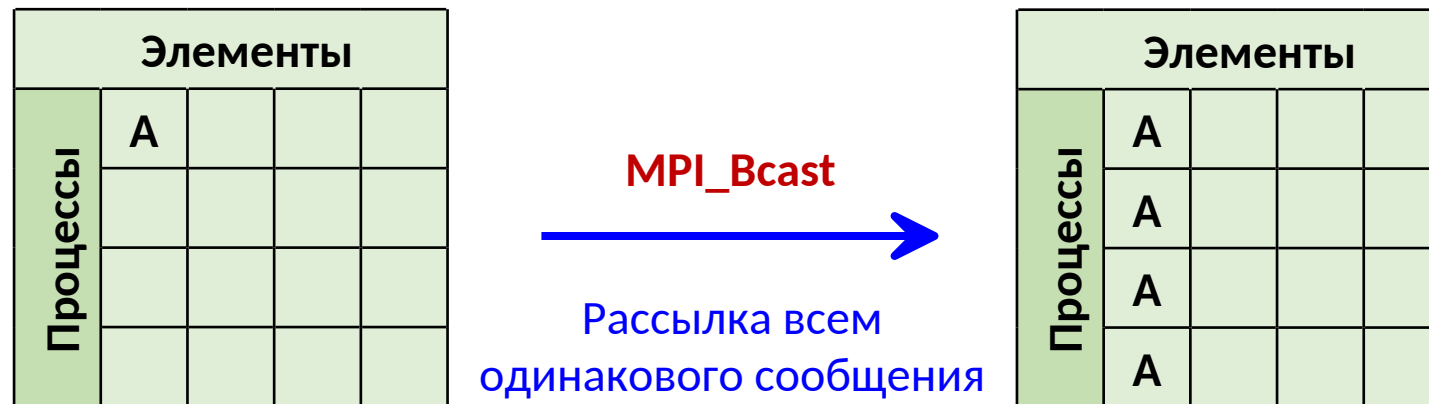 Элементы
Процессы
A
MPI_Bcast
Рассылка всем
одинакового сообщения
Элементы
Процессы
A
A
A
A